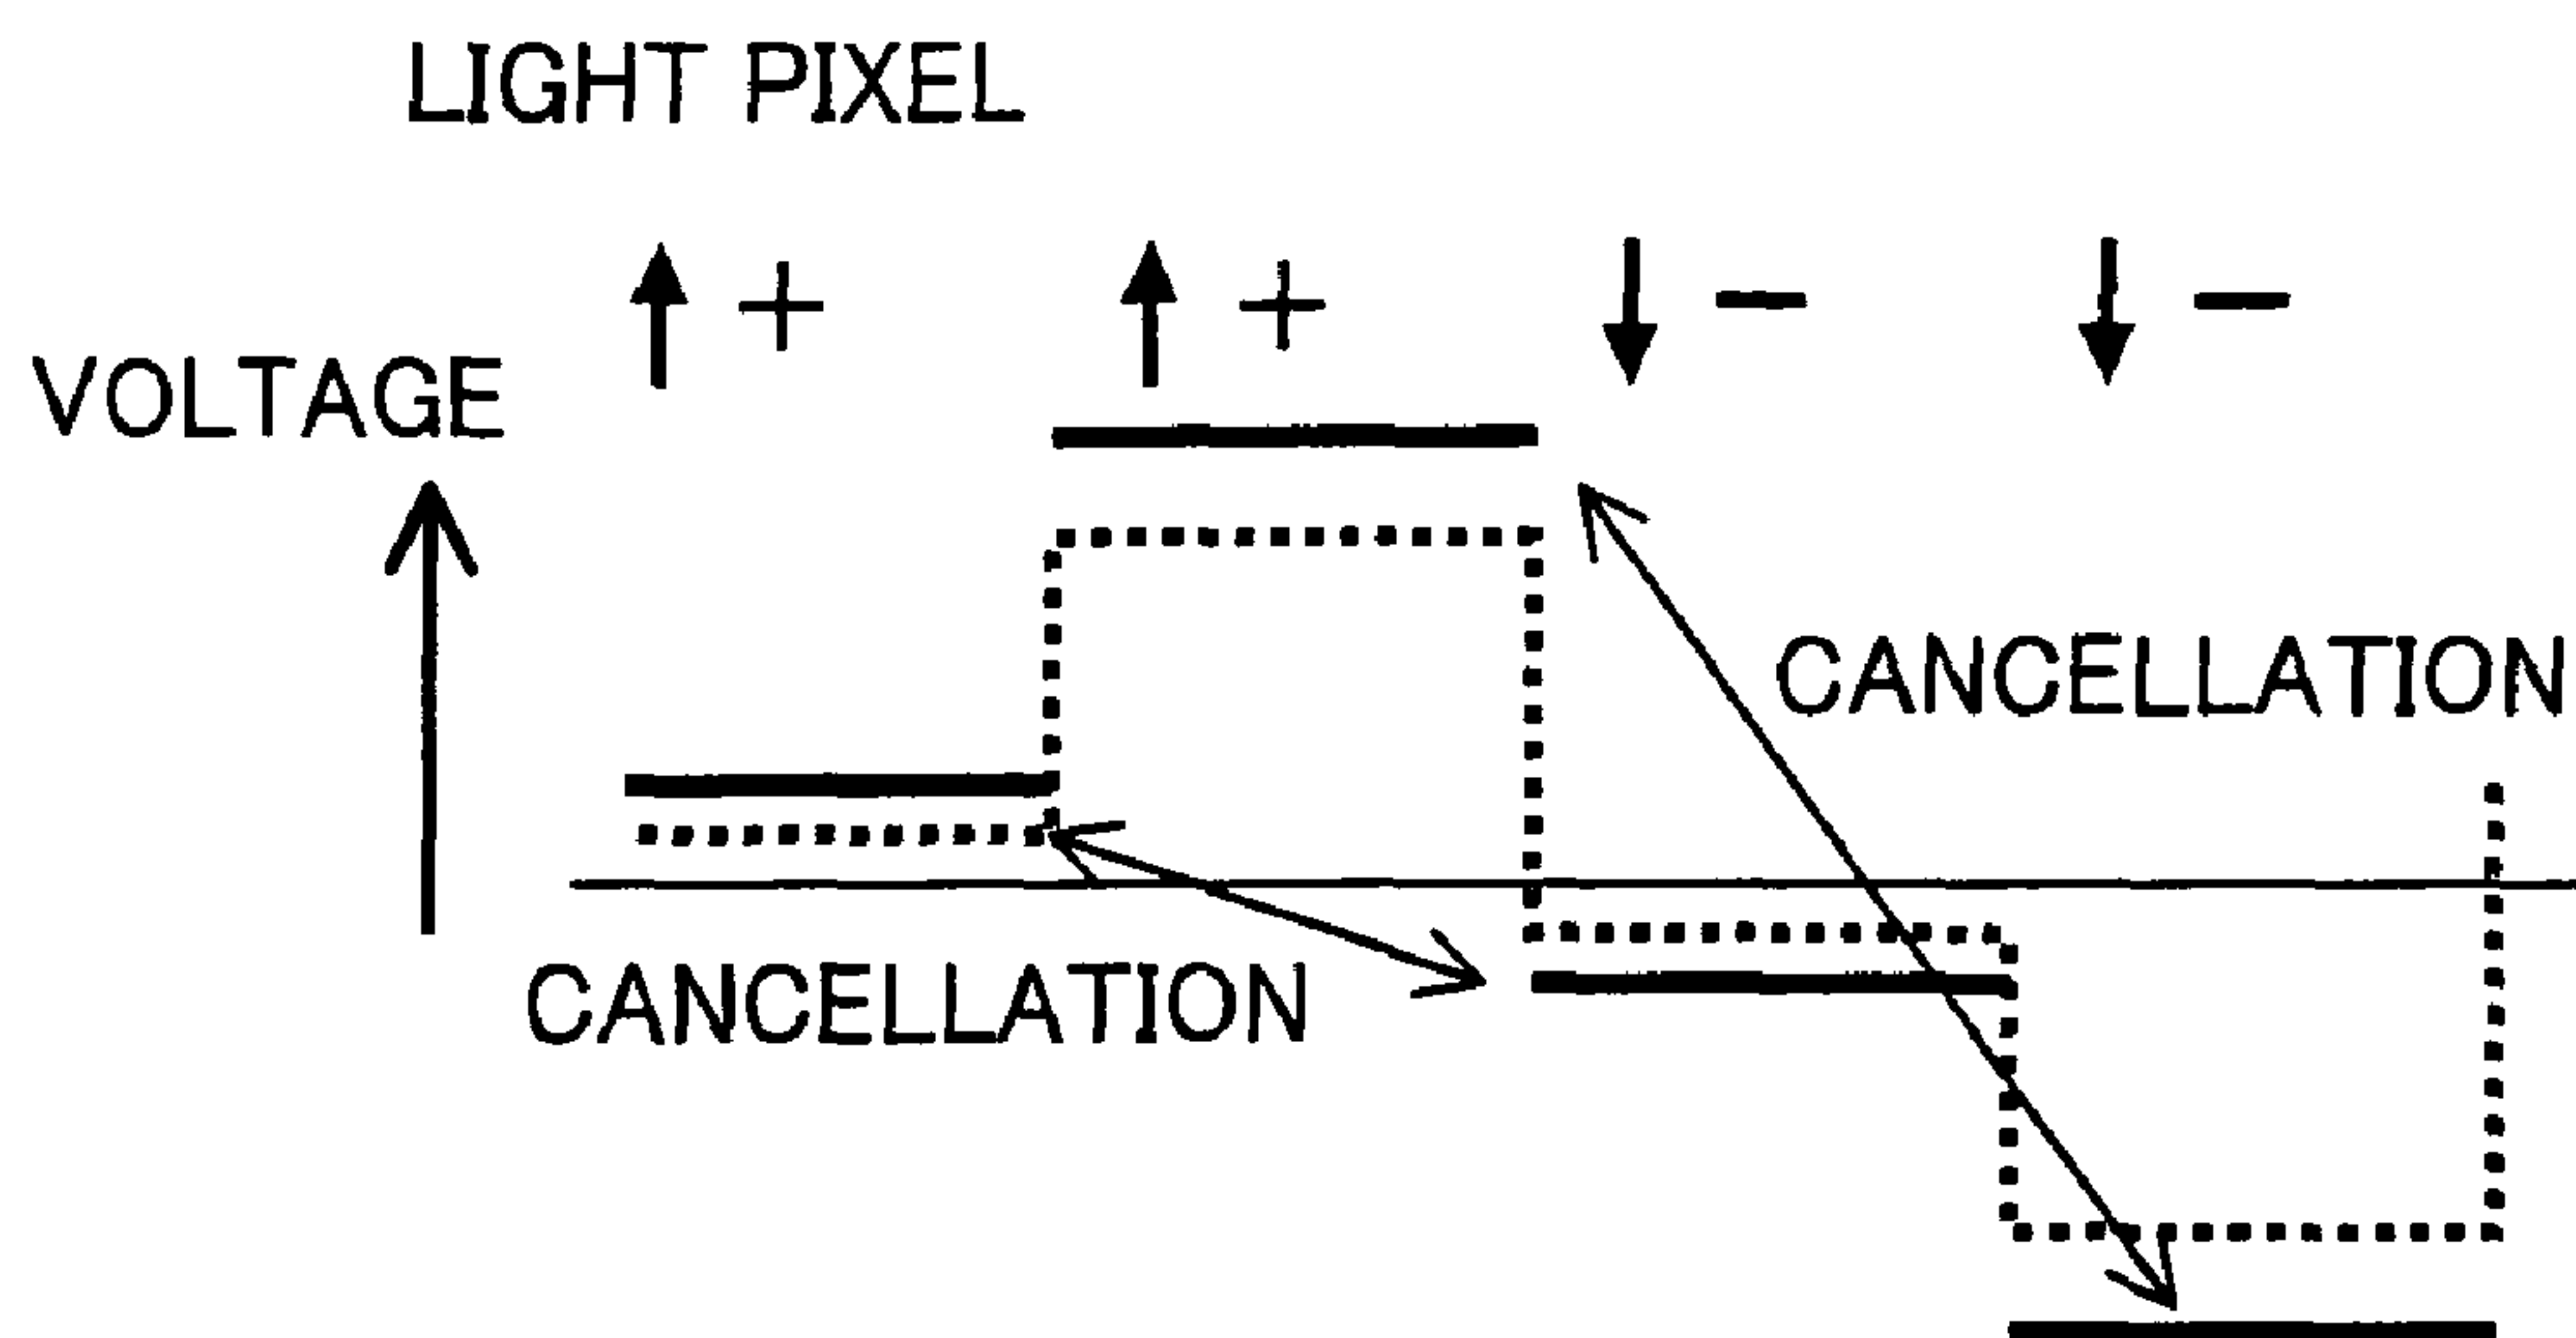 LIGHT PIXEL
+ + − −
VOLTAGE
CANCELLATION
CANCELLATION